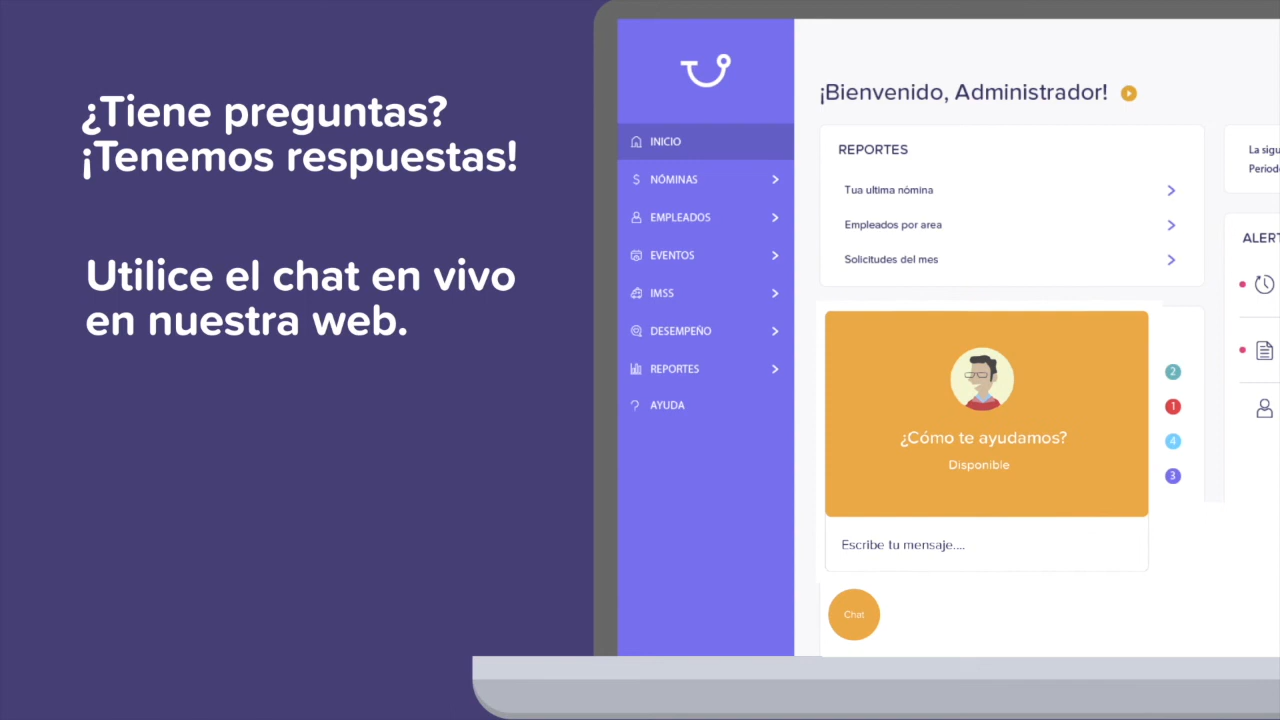 ¿Tiene preguntas?
¡Tenemos respuestas!
Utilice el chat en vivo
en nuestra web.
INICIO
NÓMINAS
EMPLEADOS
EVENTOS
IMSS
DESEMPEÑO
REPORTES
AYUDA
¡Bienvenido, Administrador!
REPORTES
Tua ultima nómina
Empleados por area
Solicitudes del mes
¿Cómo te ayudamos?
Disponible
Escribe tu mensaje....
Chat
2
1
4
3
La sigu
Period
ALERT